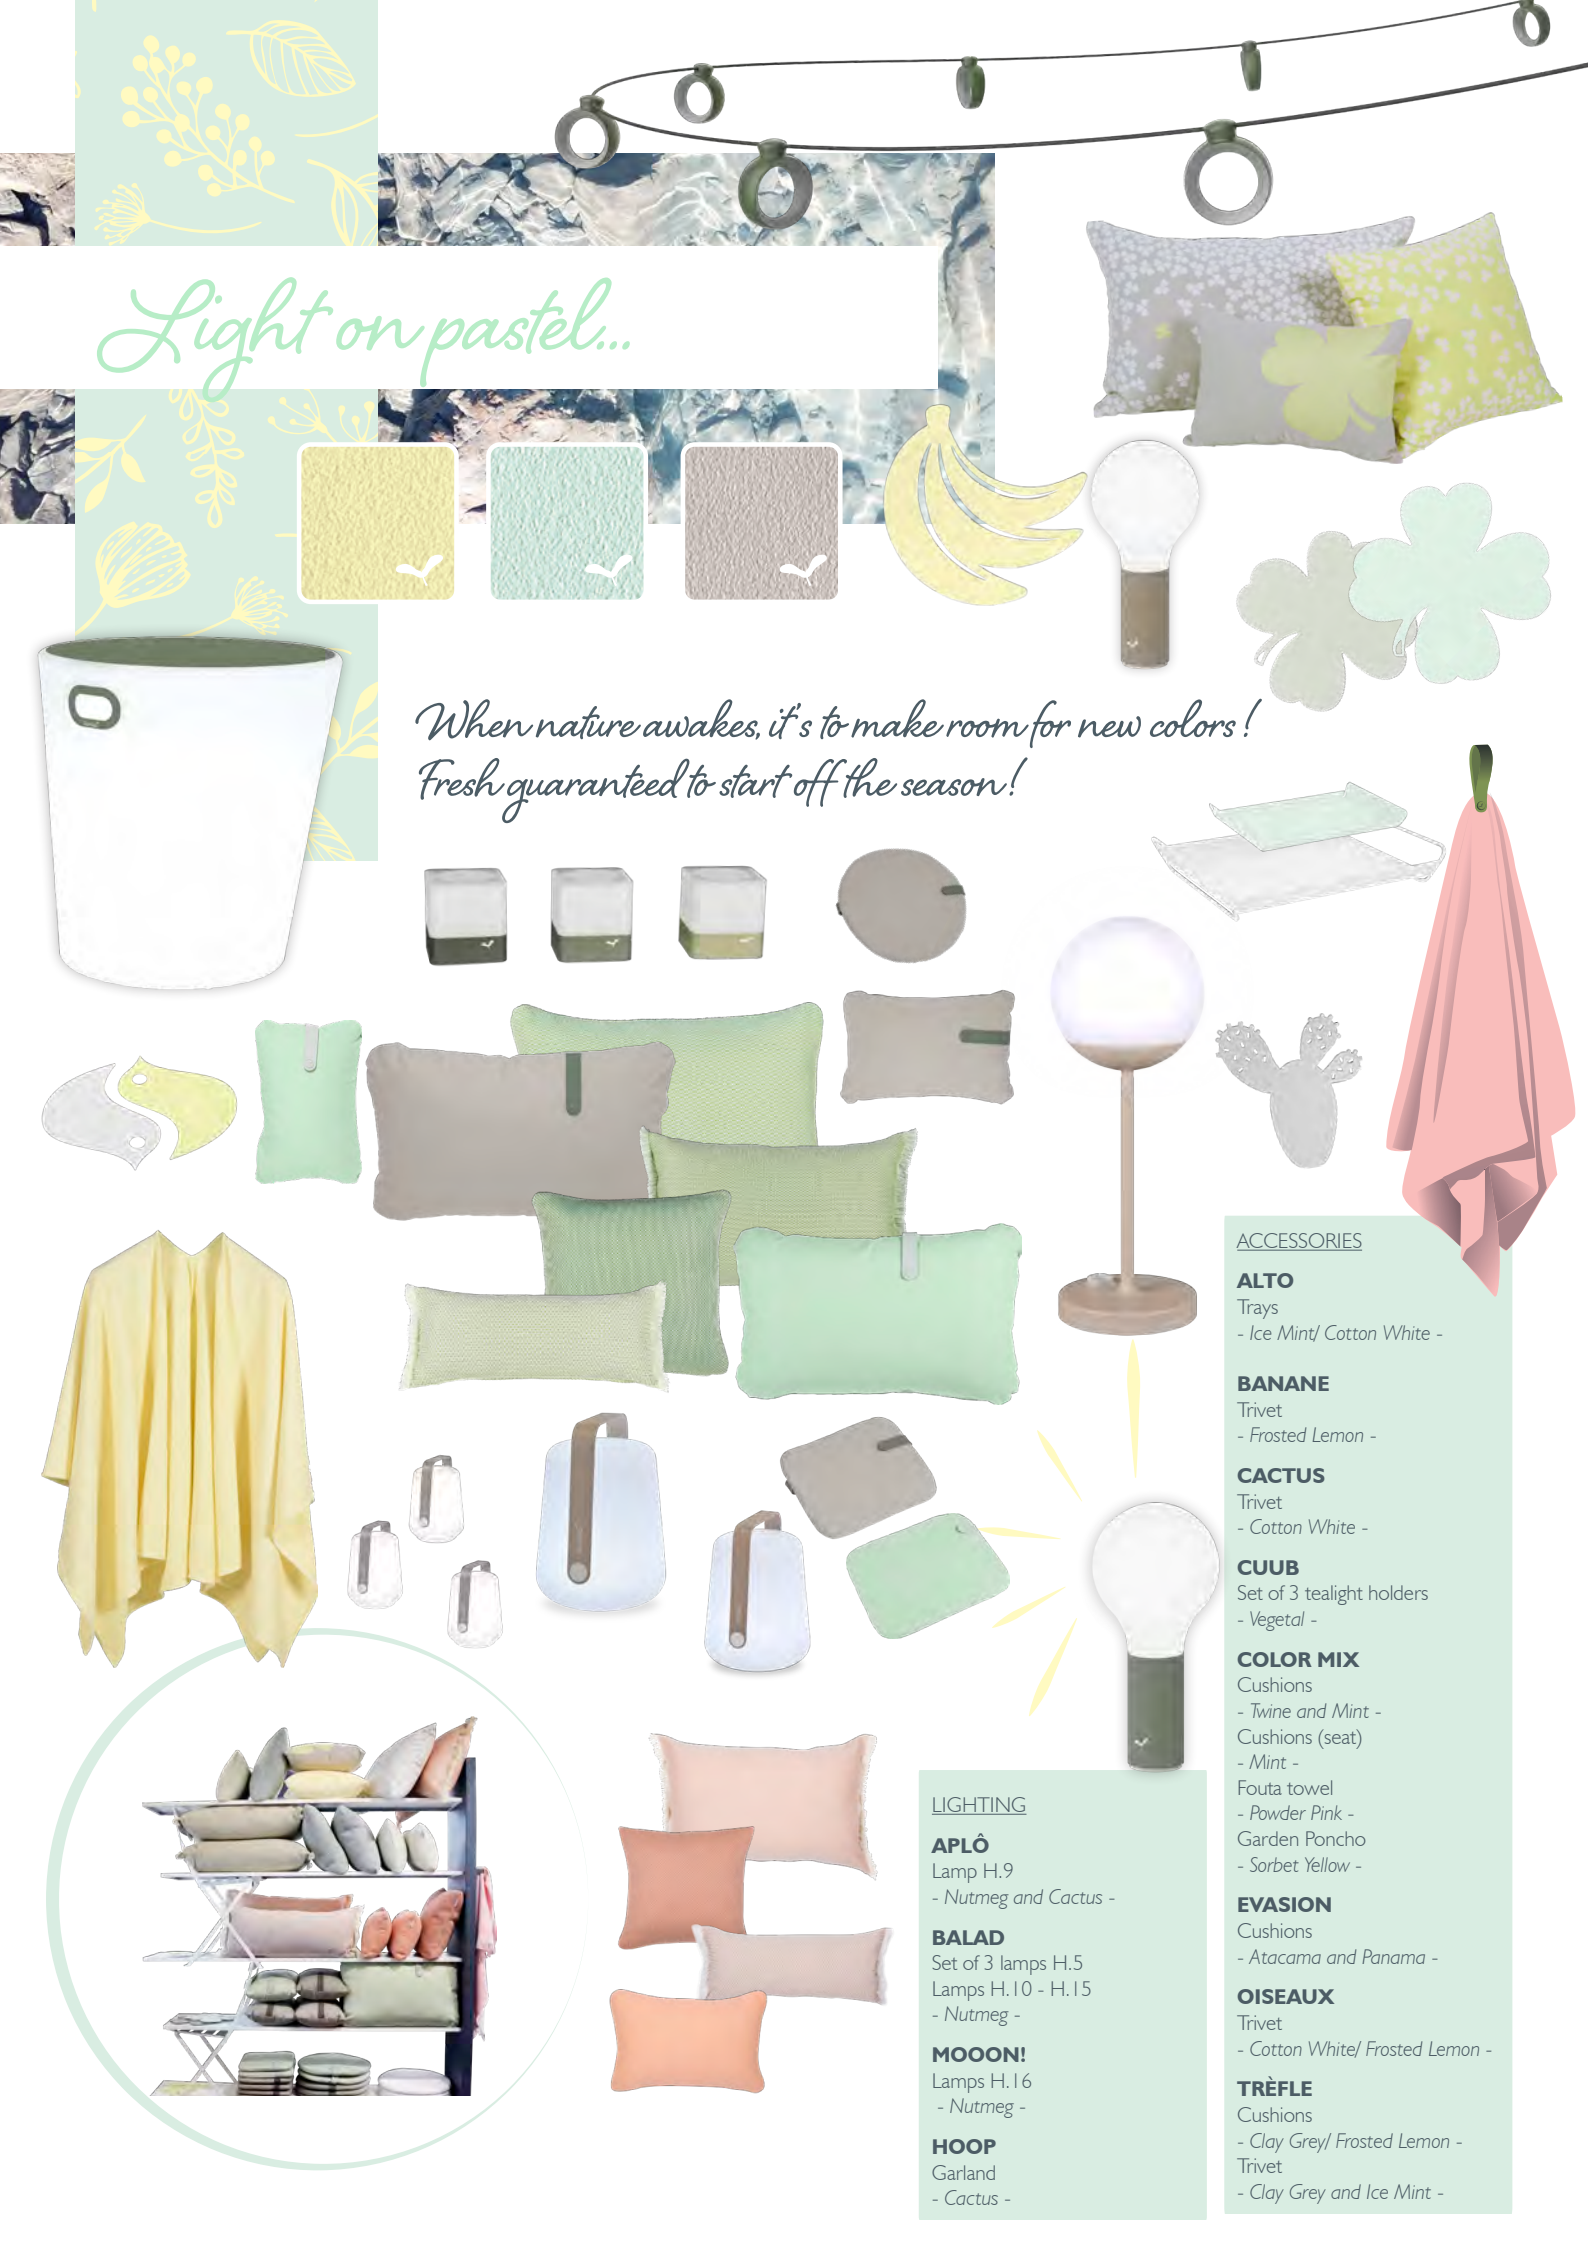 Light on pastel...
When nature awakes, it's to make room for new colors !
Fresh guaranteed to start off the season !
ACCESSORIES
ALTO
Trays
- Ice Mint/ Cotton White -
BANANE
Trivet
- Frosted Lemon -
CACTUS
Trivet
- Cotton White -
CUUB
Set of 3 tealight holders
- Vegetal -
COLOR MIX
Cushions
- Twine and Mint -
Cushions (seat)
- Mint -
Fouta towel
- Powder Pink -
Garden Poncho
- Sorbet Yellow -
EVASION
Cushions
- Atacama and Panama -
OISEAUX
Trivet
- Cotton White/ Frosted Lemon -
TRÈFLE
Cushions
- Clay Grey/ Frosted Lemon -
Trivet
- Clay Grey and Ice Mint -
LIGHTING
APLÔ
Lamp H.9
- Nutmeg and Cactus -
BALAD
Set of 3 lamps H.5
Lamps H.10 - H.15
- Nutmeg -
MOOON!
Lamps H.16
- Nutmeg -
HOOP
Garland
- Cactus -